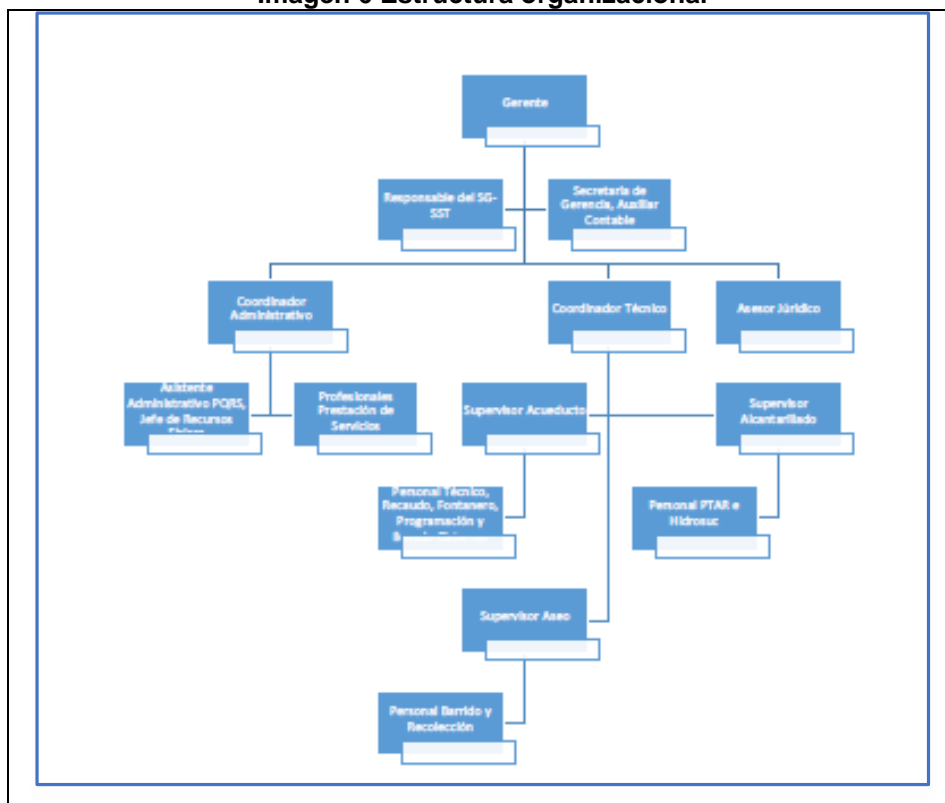 Gerente
Responsable del SG-
SST
Secretaria de
Gerencia, Auxiliar
Contable
Coordinador
Administrativo
Coordinador Técnico
Asesor Júridico
Asistente
Administrativo PQRS,
Jefe de Recursos
Profesionales
Prestación de
Servicios
Supervisor Acueducto
Supervisor
Alcantarillado
Personal Técnico,
Recaudo, Fontanero,
Programación y
Personal PTAR e
Hidrosuc
Supervisor Aseo
Personal Barrido y
Recolección